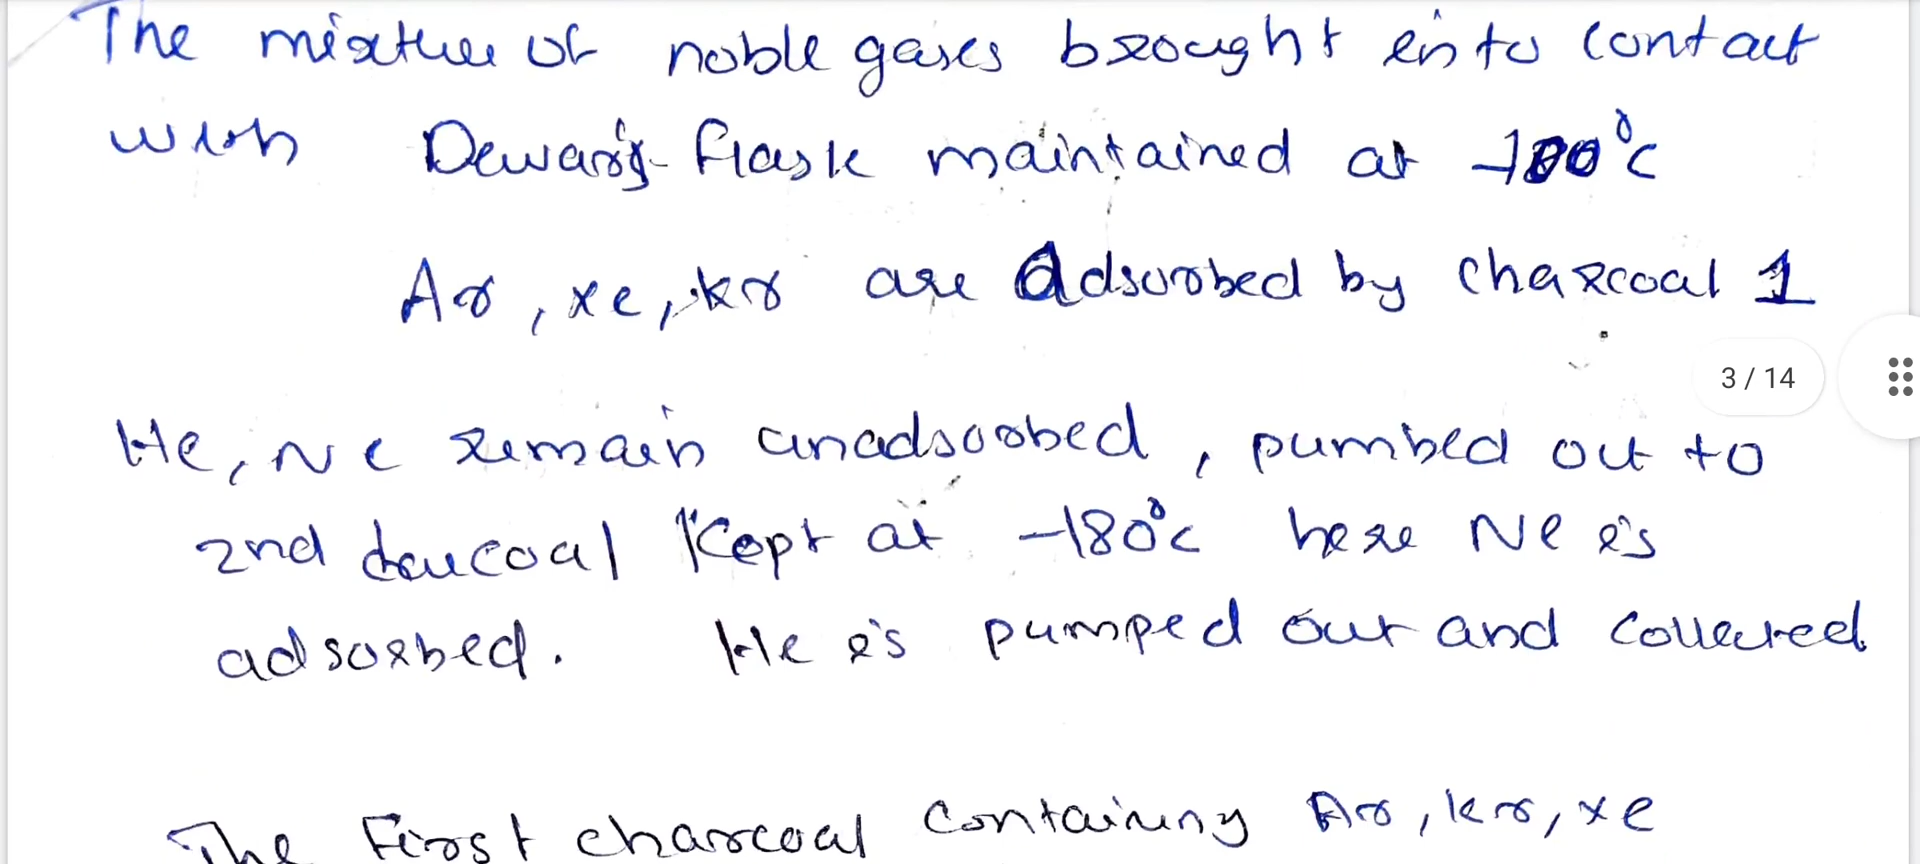 The mixture of noble gases brought into contact
with Dewar's flask maintained at -100°C
Ar, xe, kr are Adsorbed by charcoal 1
3 / 14
He, Ne remain unadsorbed, pumbed out to
2nd charcoal Kept at -180°C here Ne is
adsorbed. He is pumped out and collected
The First charcoal containing Ar, kr, xe